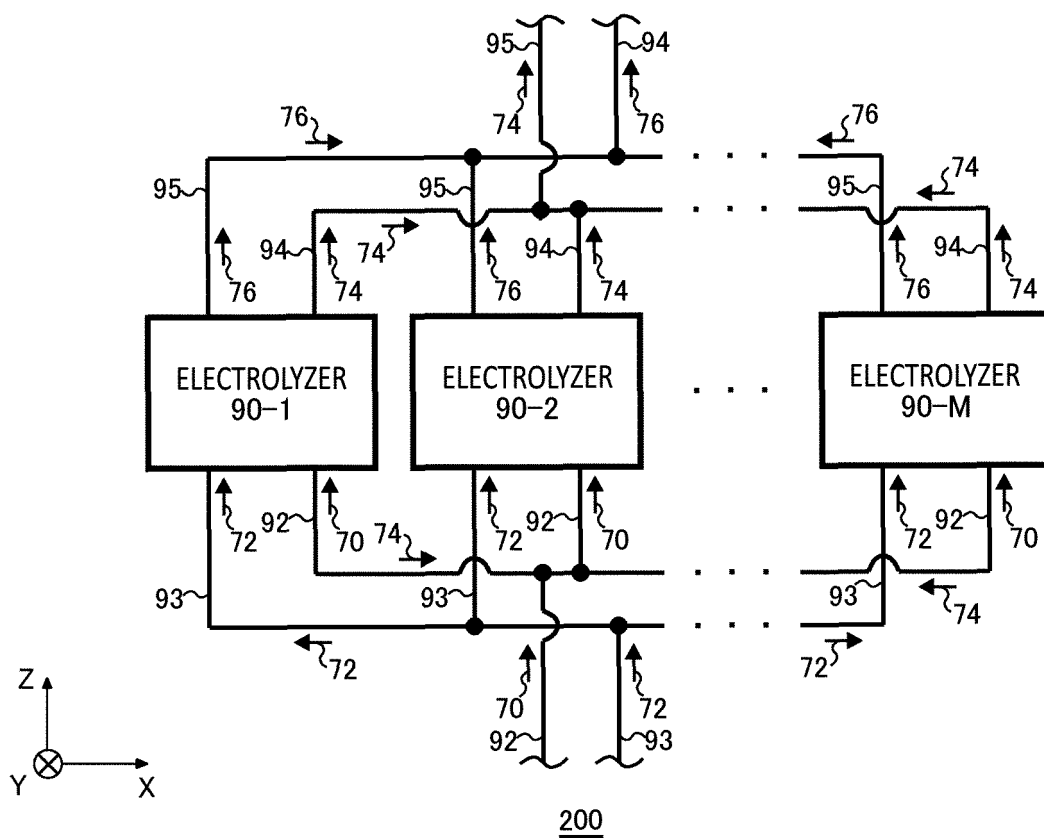 95 94
74 76
76 76
95 95 95 74
74 94 94 94
76 74 76 74 76 74
ELECTROLYZER
90-1
ELECTROLYZER
90-2
. . .
ELECTROLYZER
90-M
72 92 70 72 92 70 72 92 70
74
93 93 93 74
72 72
70 72
92 93
Z
Y X
200